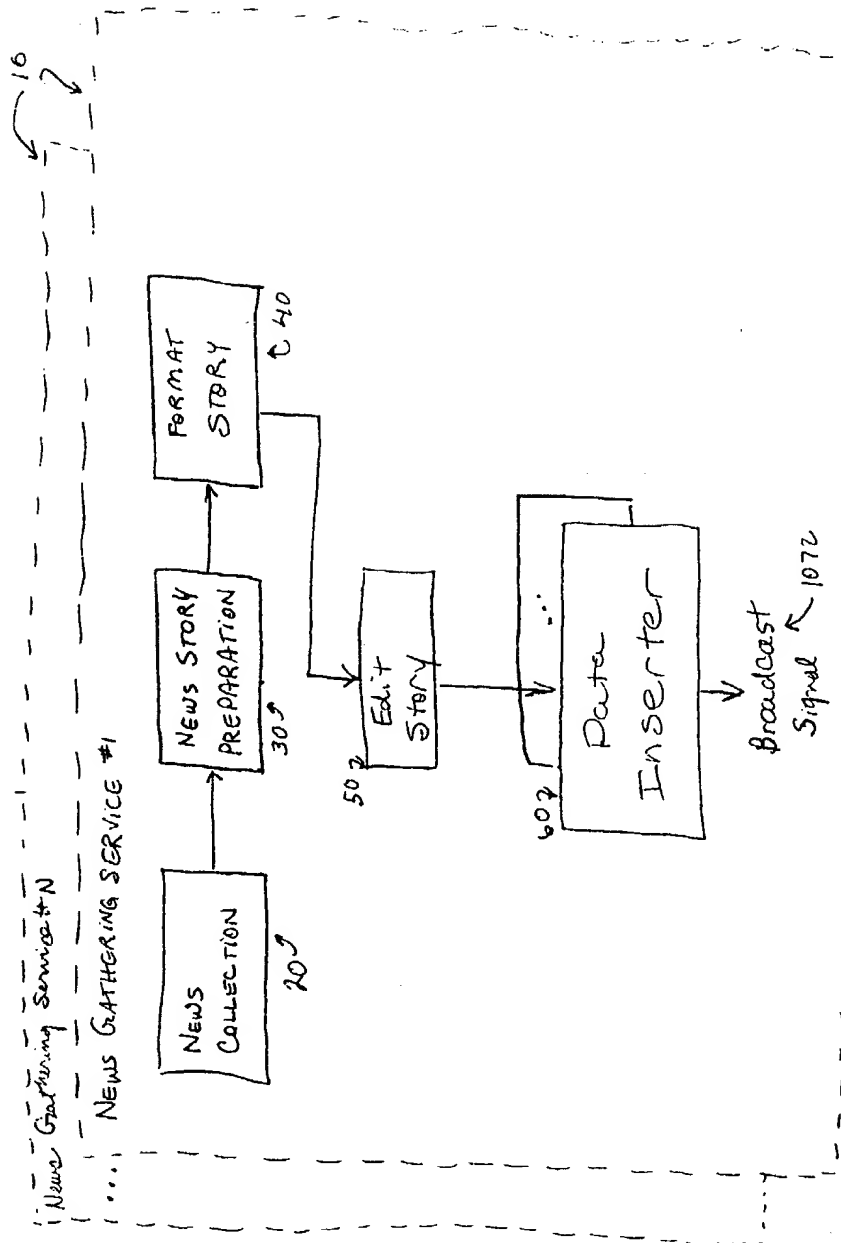 16
News Gathering Service #N
NEWS GATHERING SERVICE #1
NEWS
COLLECTION
20
NEWS STORY
PREPARATION
30
FORMAT
STORY
40
Edit
Story
50
...
Data
Inserter
60
Broadcast
Signal
1072